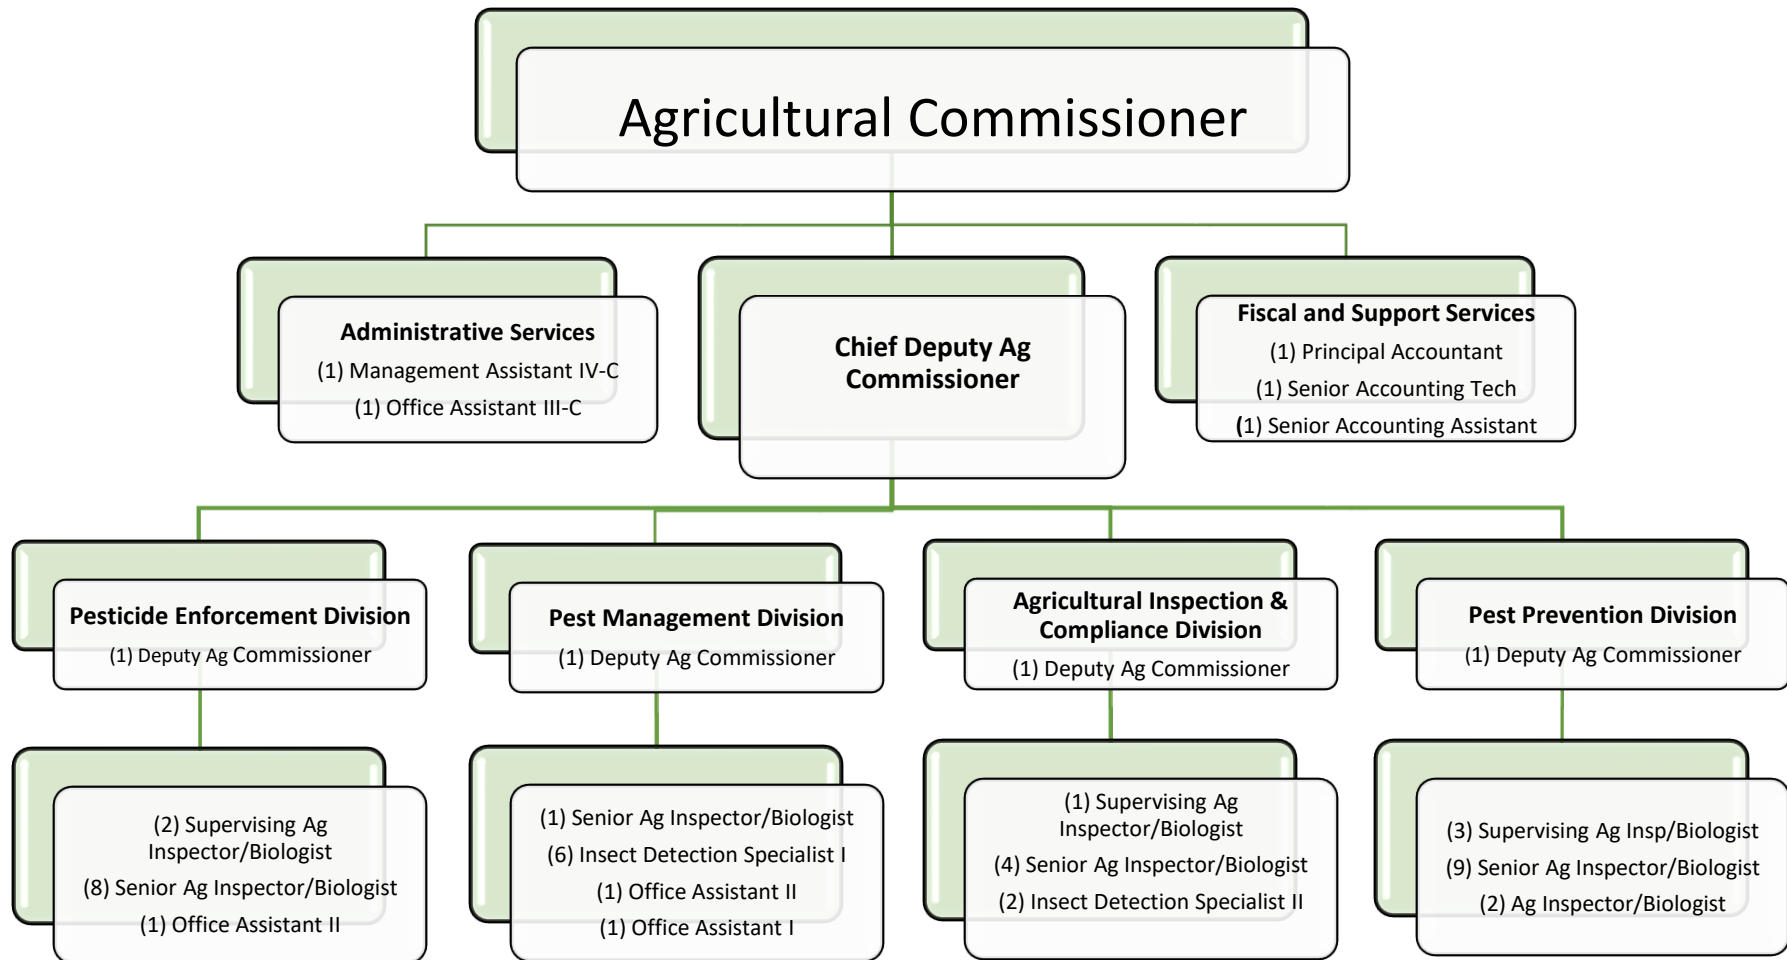 Agricultural Commissioner
Administrative Services
(1) Management Assistant IV-C
(1) Office Assistant III-C
Chief Deputy Ag
Commissioner
Fiscal and Support Services
(1) Principal Accountant
(1) Senior Accounting Tech
(1) Senior Accounting Assistant
Pesticide Enforcement Division
(1) Deputy Ag Commissioner
Pest Management Division
(1) Deputy Ag Commissioner
Agricultural Inspection &
Compliance Division
(1) Deputy Ag Commissioner
Pest Prevention Division
(1) Deputy Ag Commissioner
(2) Supervising Ag
Inspector/Biologist
(8) Senior Ag Inspector/Biologist
(1) Office Assistant II
(1) Senior Ag Inspector/Biologist
(6) Insect Detection Specialist I
(1) Office Assistant II
(1) Office Assistant I
(1) Supervising Ag
Inspector/Biologist
(4) Senior Ag Inspector/Biologist
(2) Insect Detection Specialist II
(3) Supervising Ag Insp/Biologist
(9) Senior Ag Inspector/Biologist
(2) Ag Inspector/Biologist